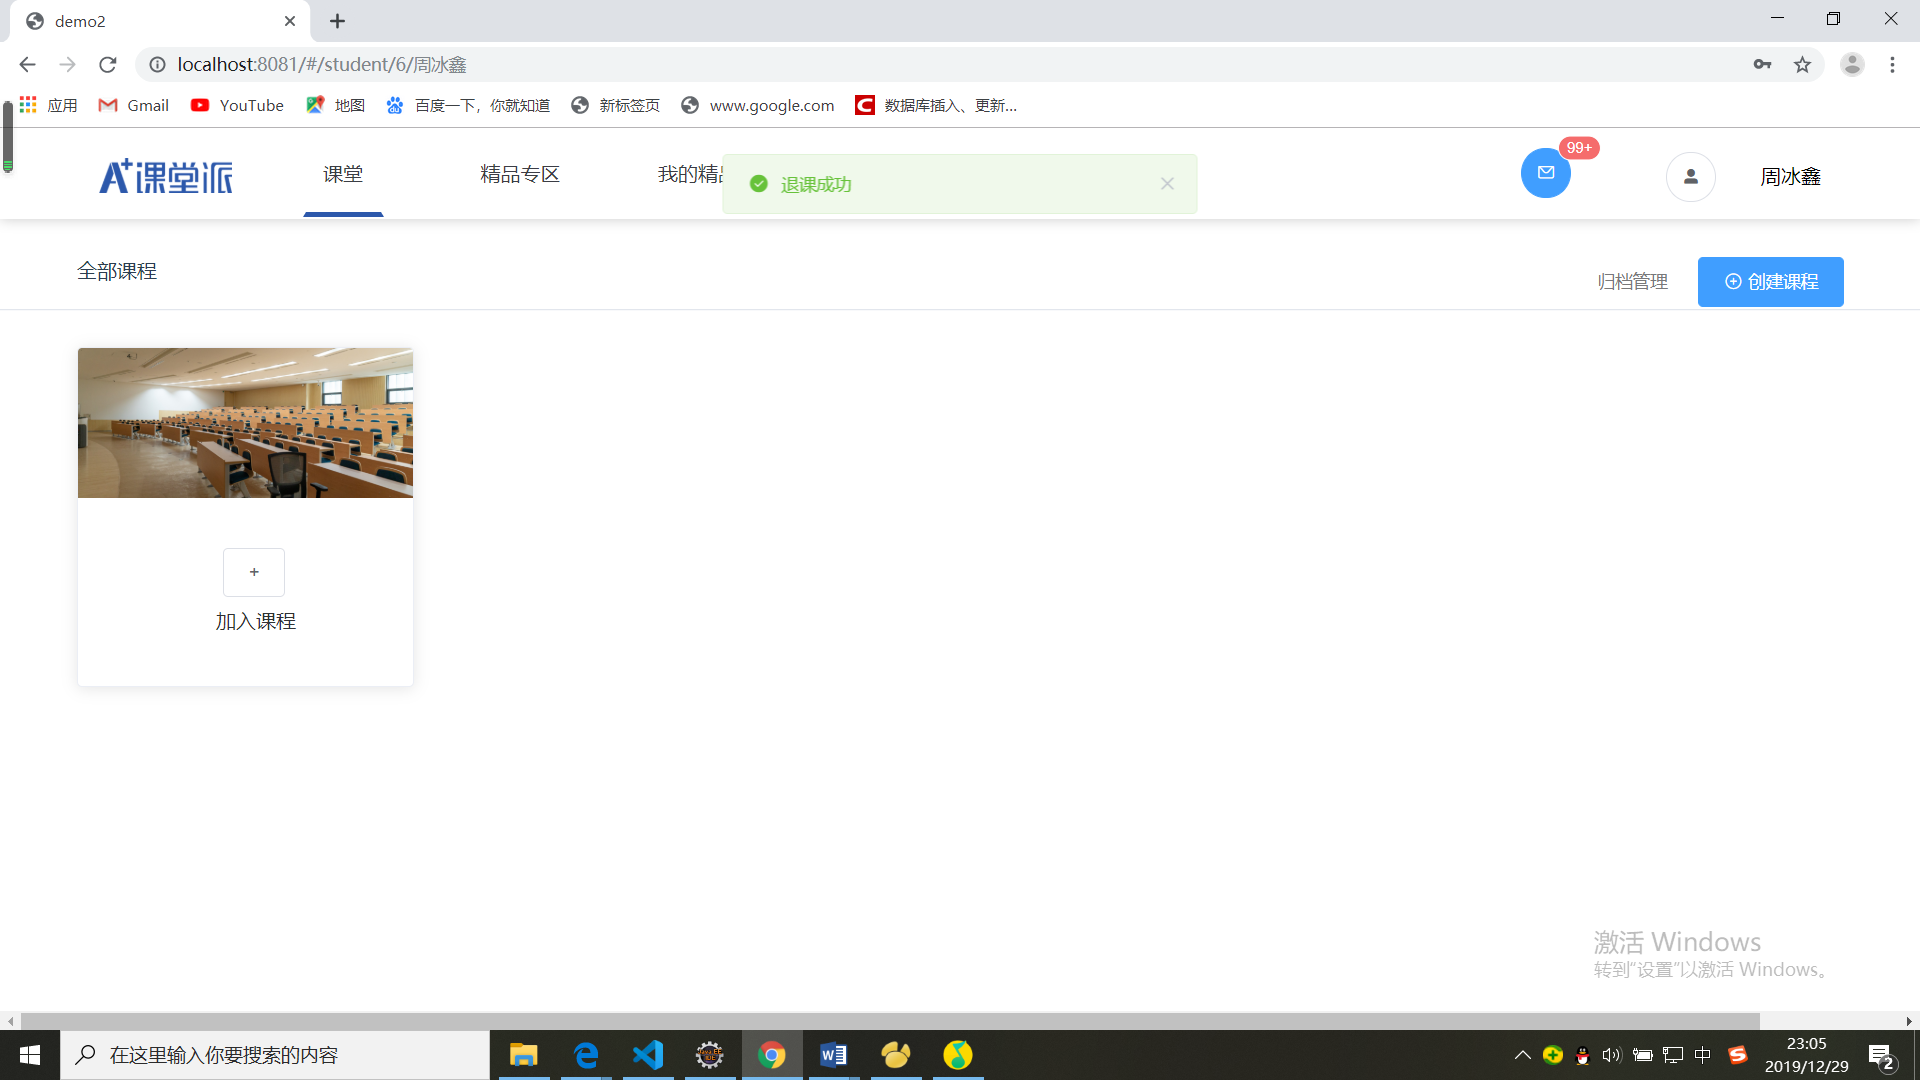 demo2
localhost:8081/#/student/6/周冰鑫
应用 Gmail YouTube 地图 百度一下，你就知道 新标签页 www.google.com C 数据库插入、更新...
A+课堂派 课堂 精品专区 我的精品 退课成功 99+ 周冰鑫
全部课程 归档管理 创建课程
+
加入课程
激活 Windows
转到“设置”以激活 Windows。
在这里输入你要搜索的内容
中
23:05
2019/12/29
2